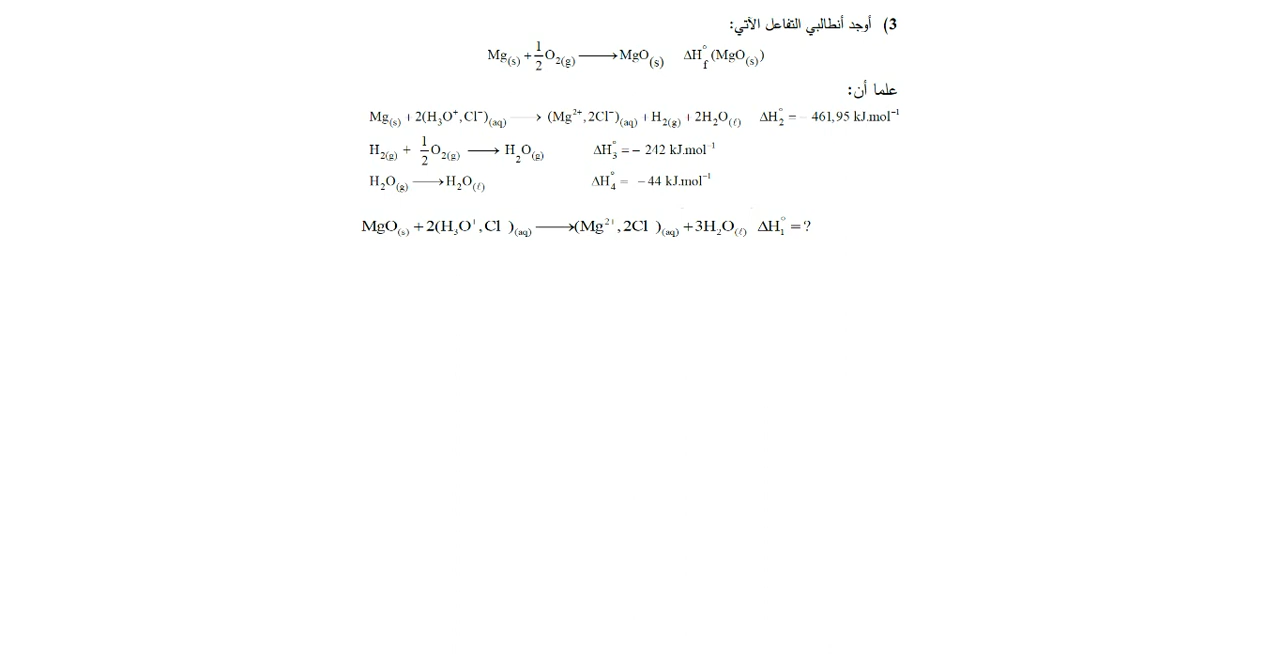 3) أوجد أنطالبي التفاعل الآتي:
Mg(s) + 1/2 O2(g) ⟶ MgO(s) ΔH°f (MgO(s))
علما أن:
Mg(s) + 2(H3O⁺, Cl⁻)(aq) ⟶ (Mg²⁺, 2Cl⁻)(aq) + H2(g) + 2H2O(ℓ) ΔH°2 = - 461,95 kJ.mol⁻¹
H2(g) + 1/2 O2(g) ⟶ H2O(g) ΔH°3 = − 242 kJ.mol⁻¹
H2O(g) ⟶ H2O(ℓ) ΔH°4 = − 44 kJ.mol⁻¹
MgO(s) + 2(H3O⁺, Cl )(aq) ⟶ (Mg²⁺, 2Cl )(aq) + 3H2O(ℓ) ΔH°1 = ?